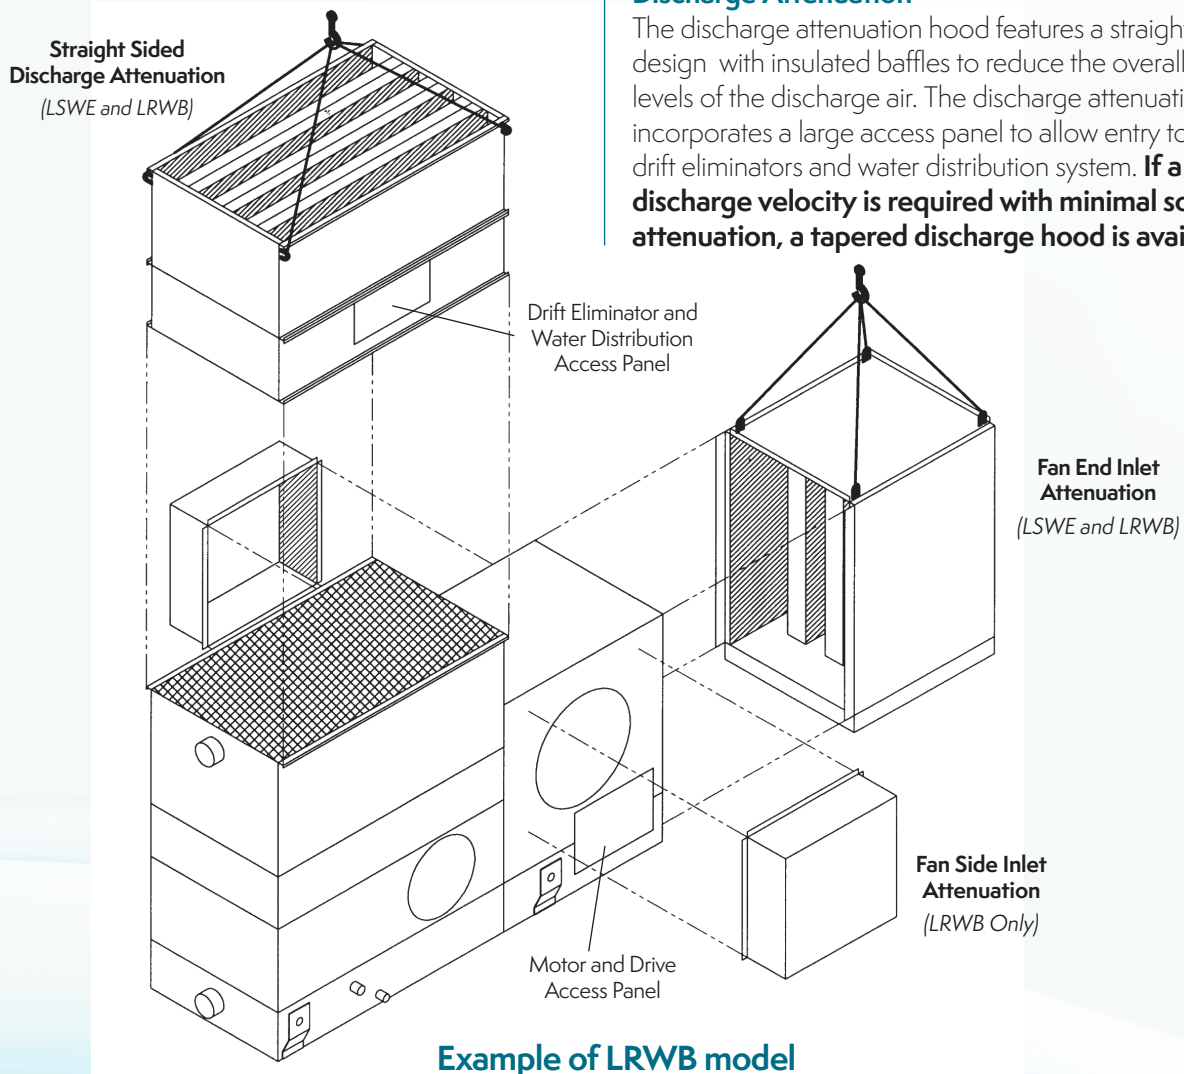 Discharge Attenuation
The discharge attenuation hood features a straight
design with insulated baffles to reduce the overall
levels of the discharge air. The discharge attenuati
incorporates a large access panel to allow entry to
drift eliminators and water distribution system. If a
discharge velocity is required with minimal so
attenuation, a tapered discharge hood is avai
Straight Sided
Discharge Attenuation
(LSWE and LRWB)
Drift Eliminator and
Water Distribution
Access Panel
Fan End Inlet
Attenuation
(LSWE and LRWB)
Fan Side Inlet
Attenuation
(LRWB Only)
Motor and Drive
Access Panel
Example of LRWB model